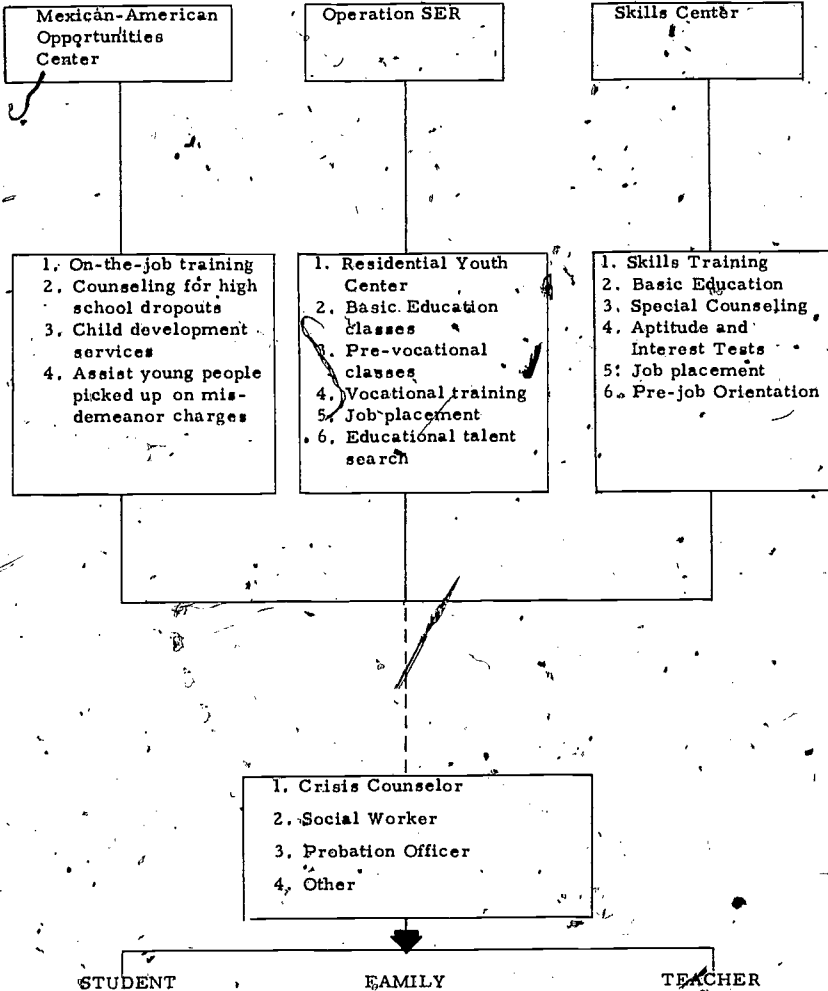 Mexican-American
Opportunities
Center
Operation SER
Skills Center
1. On-the-job training
2. Counseling for high
school dropouts
3. Child development
services
4. Assist young people
picked up on mis-
demeanor charges
1. Residential Youth
Center
2. Basic Education
classes
3. Pre-vocational
classes
4. Vocational training
5. Job placement
6. Educational talent
search
1. Skills Training
2. Basic Education
3. Special Counseling
4. Aptitude and
Interest Tests
5. Job placement
6. Pre-job Orientation
1. Crisis Counselor
2. Social Worker
3. Probation Officer
4. Other
STUDENT FAMILY TEACHER